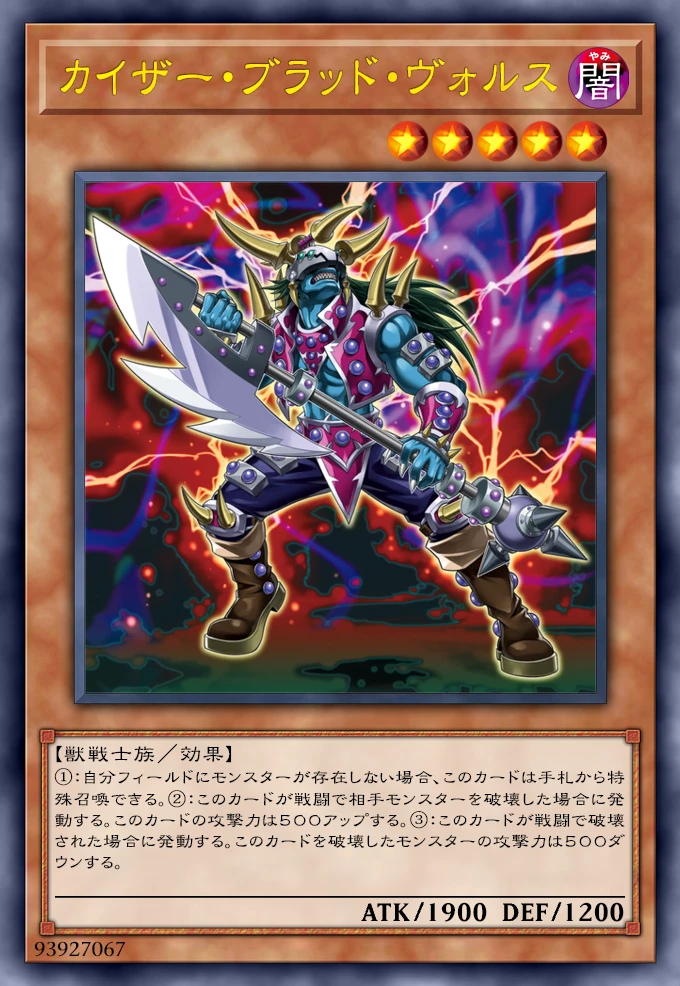 カイザー・ブラッド・ヴォルス
やみ
闇
【獣戦士族／効果】
①：自分フィールドにモンスターが存在しない場合、このカードは手札から特
殊召喚できる。②：このカードが戦闘で相手モンスターを破壊した場合に発
動する。このカードの攻撃力は５００アップする。③：このカードが戦闘で破壊
された場合に発動する。このカードを破壊したモンスターの攻撃力は５００ダ
ウンする。
ATK/1900 DEF/1200
93927067